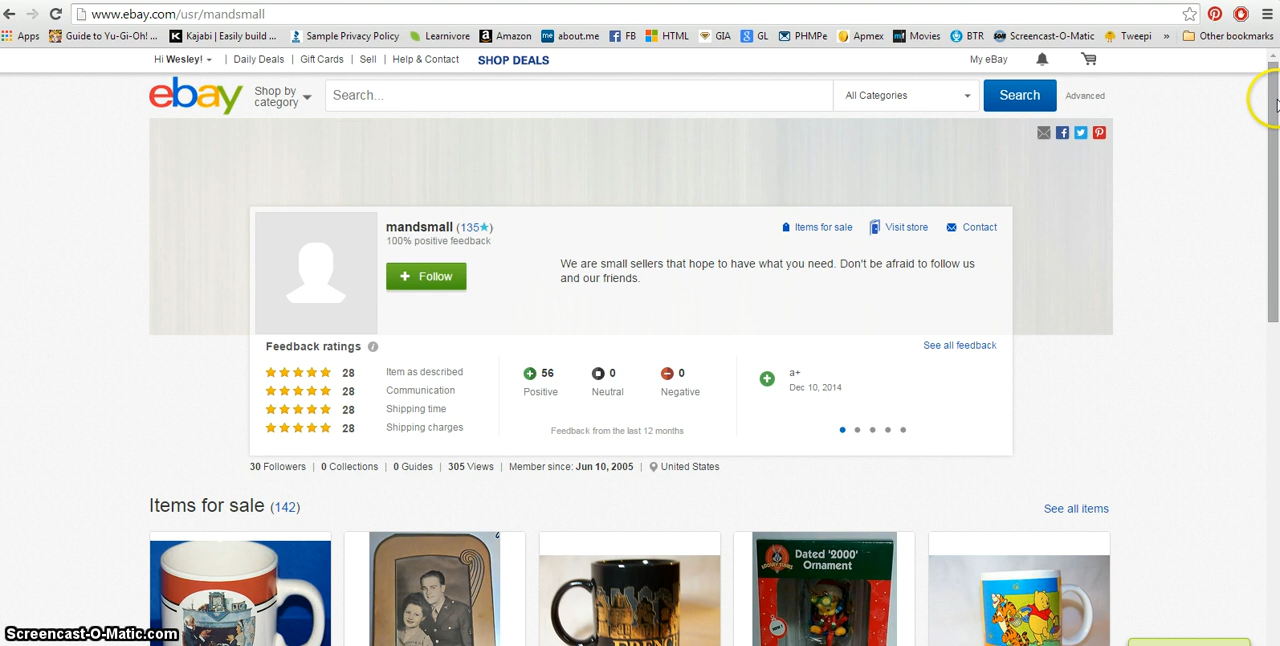 www.ebay.com/usr/mandsmall
Apps Guide to Yu-Gi-Oh! ... Kajabi | Easily build ... Sample Privacy Policy Learnivore Amazon about.me FB HTML GIA GL PHMPe Apmex Movies BTR Screencast-O-Matic Tweepi » Other bookmarks
Hi Wesley! | Daily Deals | Gift Cards | Sell | Help & Contact SHOP DEALS My eBay
ebay Shop by category Search... All Categories Search Advanced
mandsmall (135★) Items for sale Visit store Contact
100% positive feedback
+ Follow
We are small sellers that hope to have what you need. Don't be afraid to follow us
and our friends.
Feedback ratings See all feedback
28 Item as described
28 Communication
28 Shipping time
28 Shipping charges
56 0 0
Positive Neutral Negative
Feedback from the last 12 months
a+
Dec 10, 2014
30 Followers | 0 Collections | 0 Guides | 305 Views | Member since: Jun 10, 2005 | United States
Items for sale (142) See all items
Dated '2000'
Ornament
LOONEY TUNES
FRENCH
Screencast-O-Matic.com